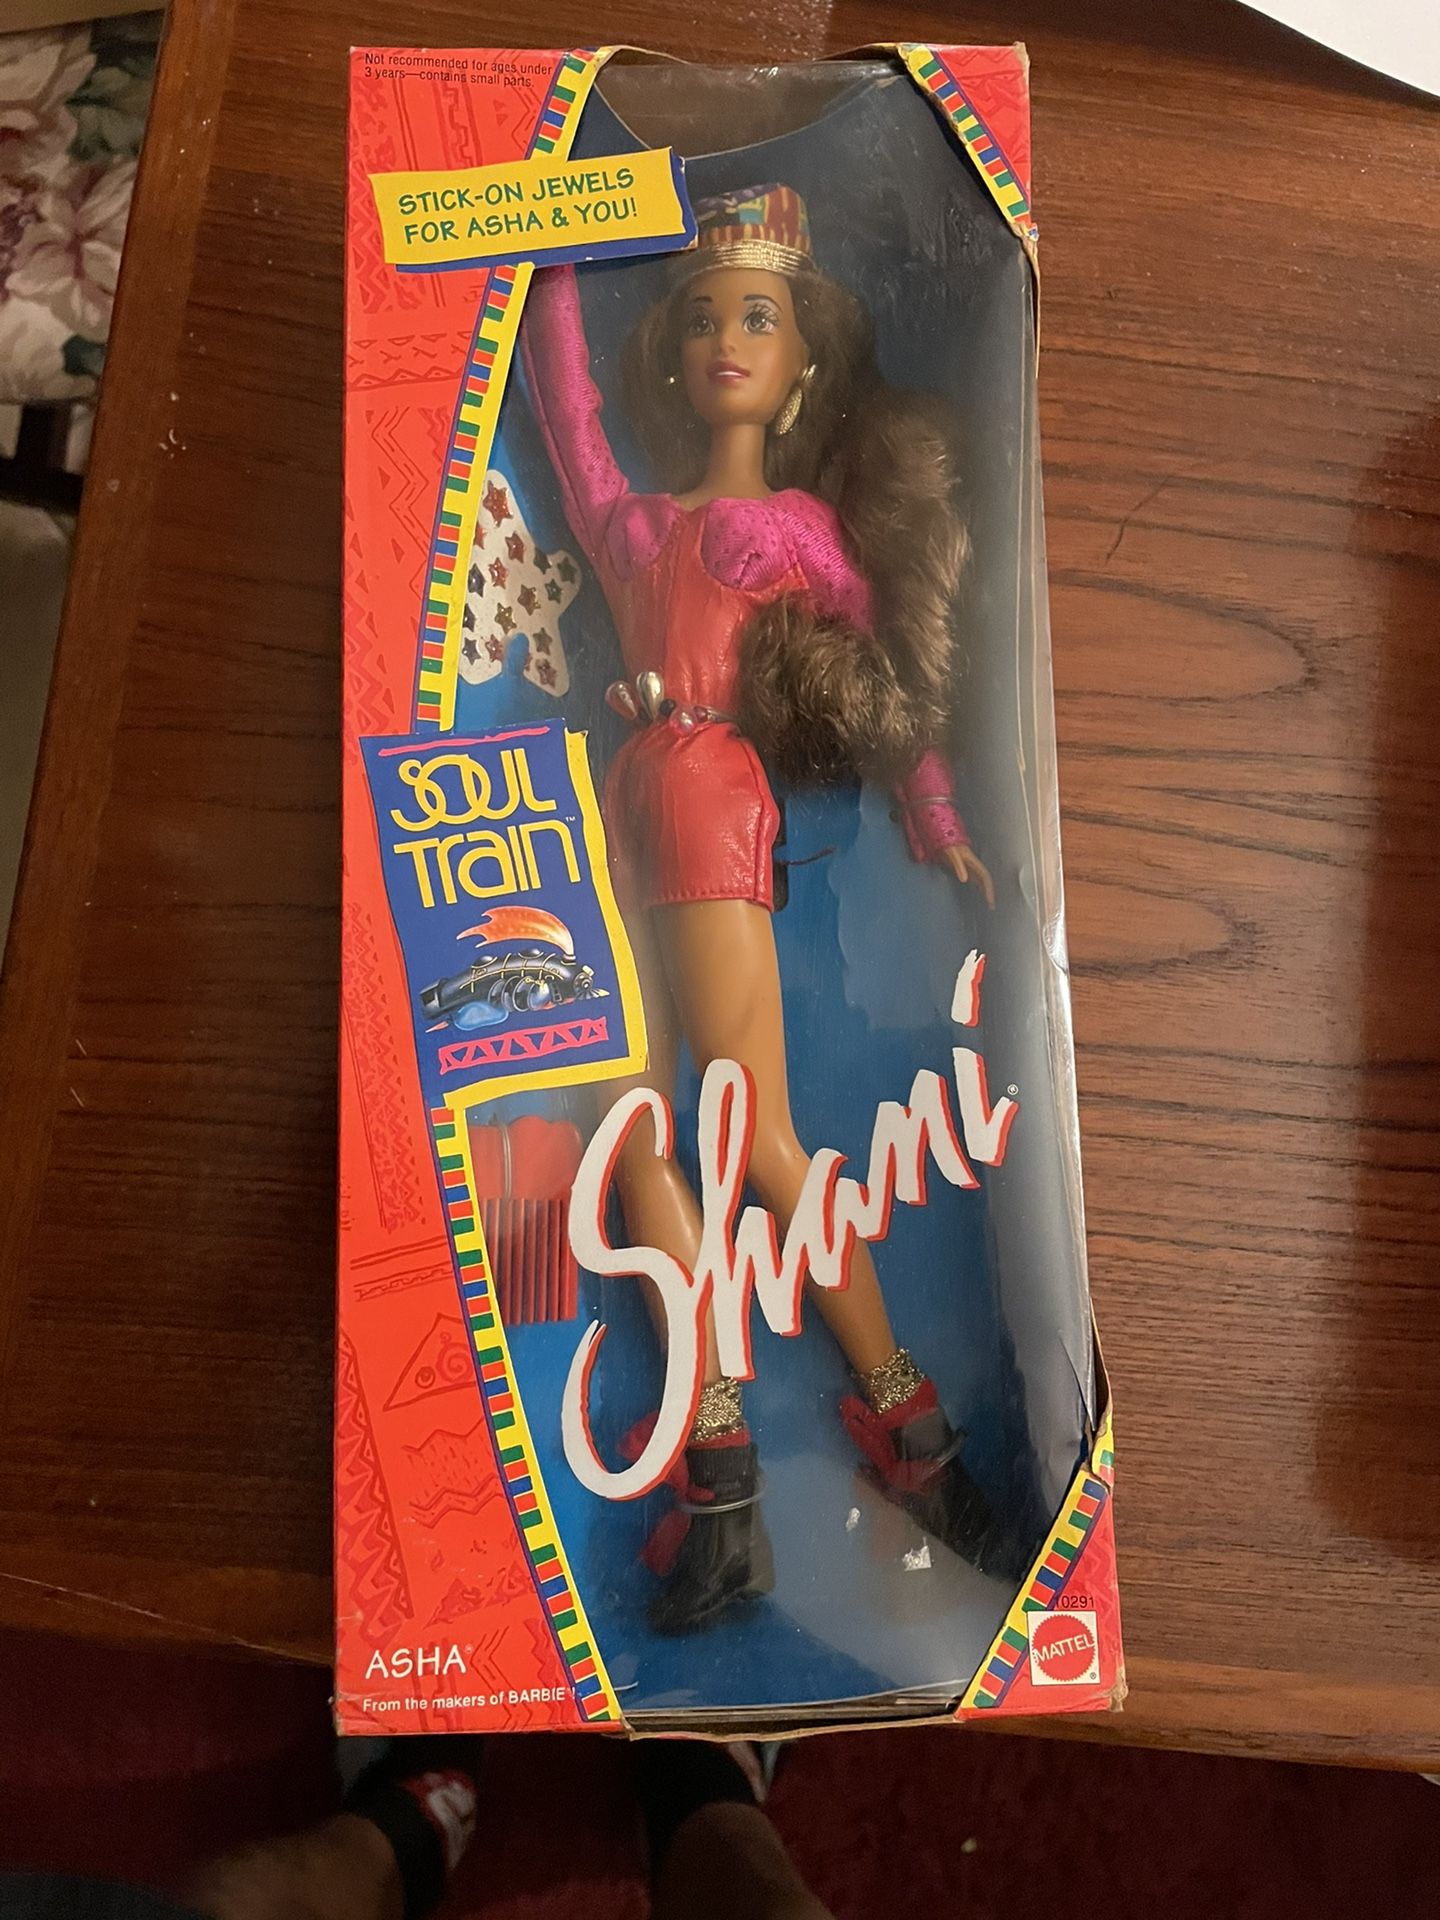 Not recommended for ages under
3 years—contains small parts.
STICK-ON JEWELS
FOR ASHA & YOU!
SOUL
TRAIN™
Shani®
10291
MATTEL®
ASHA®
From the makers of BARBIE®!